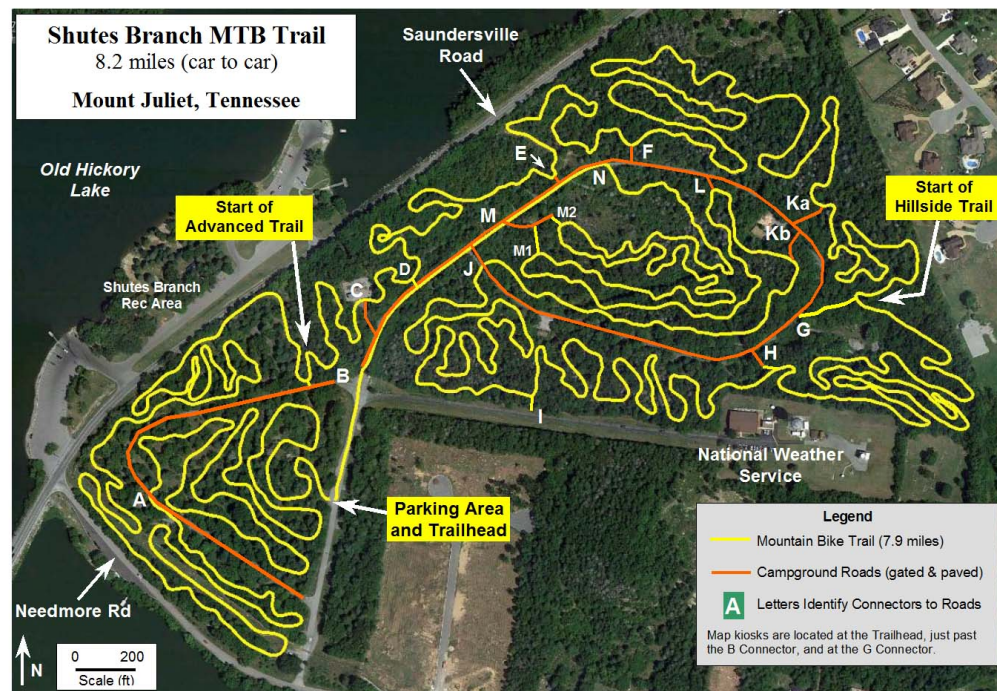 Shutes Branch MTB Trail
8.2 miles (car to car)
Mount Juliet, Tennessee
Saundersville
Road
Old Hickory
Lake
Start of
Advanced Trail
Shutes Branch
Rec Area
E
F
N
L
Ka
Kb
M
M2
M1
D
J
C
B
A
G
H
I
Start of
Hillside Trail
National Weather
Service
Parking Area
and Trailhead
Needmore Rd
N
0 200
Scale (ft)
Legend
Mountain Bike Trail (7.9 miles)
Campground Roads (gated & paved)
A Letters Identify Connectors to Roads
Map kiosks are located at the Trailhead, just past
the B Connector, and at the G Connector.